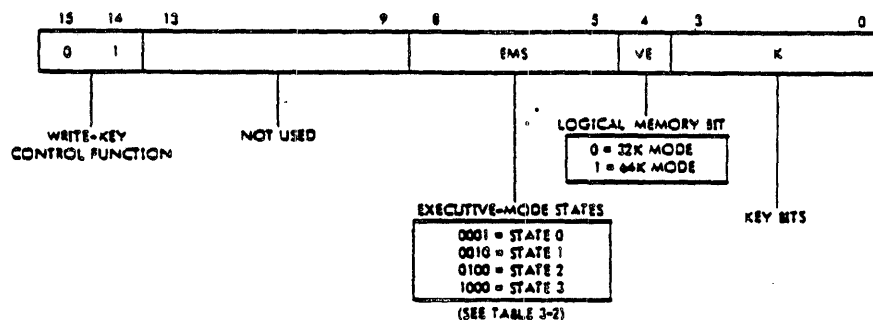 15 14 13 9 8 5 4 3 0
0 1 EMS VE K
WRITE-KEY
CONTROL FUNCTION
NOT USED
LOGICAL MEMORY BIT
0 = 32K MODE
1 = 64K MODE
EXECUTIVE-MODE STATES
0001 = STATE 0
0010 = STATE 1
0100 = STATE 2
1000 = STATE 3
(SEE TABLE 3-2)
KEY BITS